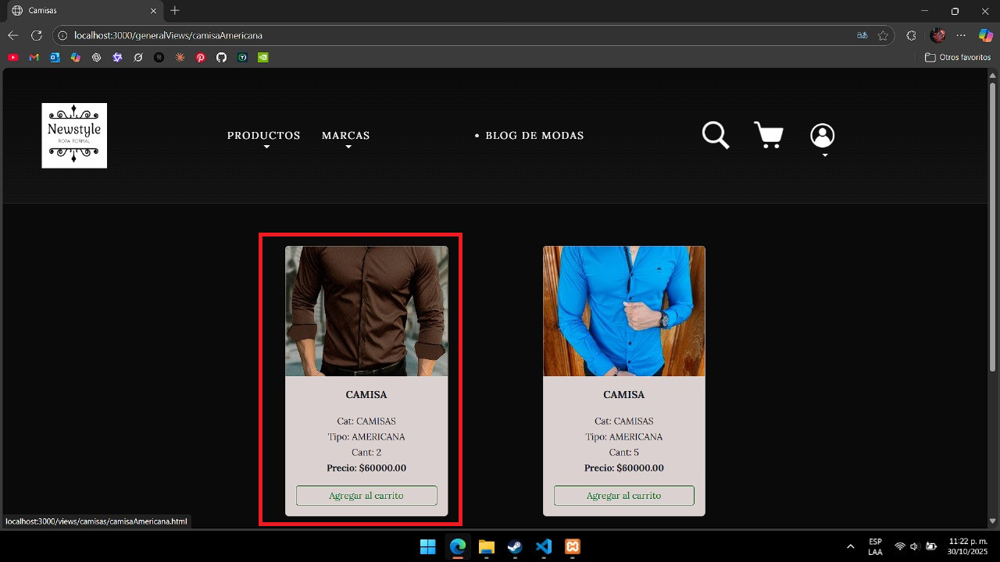 Camisas
localhost:3000/generalViews/camisaAmericana
Otros favoritos
Newstyle
ROPA FORMAL
PRODUCTOS
MARCAS
• BLOG DE MODAS
CAMISA
Cat: CAMISAS
Tipo: AMERICANA
Cant: 2
Precio: $60000.00
Agregar al carrito
CAMISA
Cat: CAMISAS
Tipo: AMERICANA
Cant: 5
Precio: $60000.00
Agregar al carrito
localhost:3000/views/camisas/camisaAmericana.html
ESP
LAA
11:22 p. m.
30/10/2025